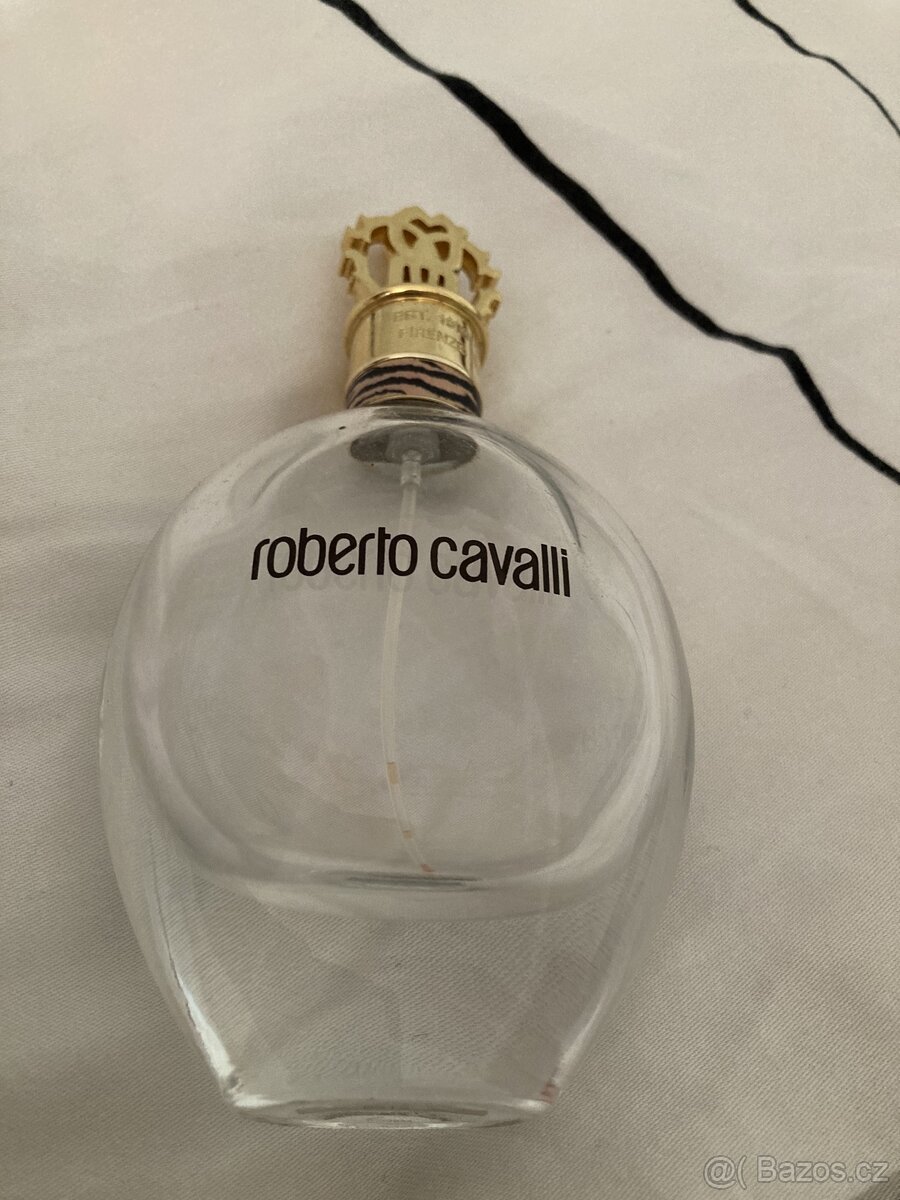 FIRENZE
roberto cavalli
@( Bazos.cz